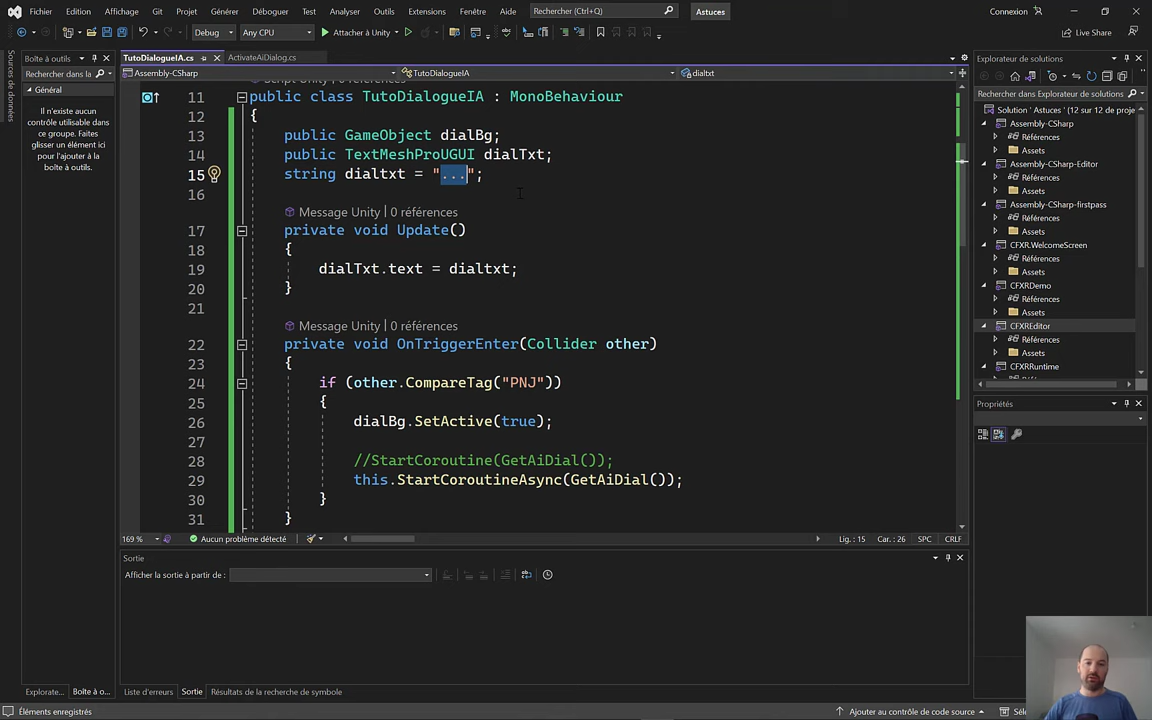 Fichier Edition Affichage Git Projet Générer Déboguer Test Analyser Outils Extensions Fenêtre Aide Rechercher (Ctrl+Q) Astuces Connexion
Debug Any CPU Attacher à Unity Live Share
Sources de données
Boîte à outils
Rechercher dans la
Général
Il n'existe aucun
contrôle utilisable dans
ce groupe. Faites
glisser un élément ici
pour l'ajouter à la
boîte à outils.
Explorate... Boîte à o...
TutoDialogueIA.cs ActivateAiDialog.cs
Assembly-CSharp TutoDialogueIA dialtxt
11 public class TutoDialogueIA : MonoBehaviour
12 {
13 public GameObject dialBg;
14 public TextMeshProUGUI dialTxt;
15 string dialtxt = "...";
16
Message Unity | 0 références
17 private void Update()
18 {
19 dialTxt.text = dialtxt;
20 }
21
Message Unity | 0 références
22 private void OnTriggerEnter(Collider other)
23 {
24 if (other.CompareTag("PNJ"))
25 {
26 dialBg.SetActive(true);
27
28 //StartCoroutine(GetAiDial());
29 this.StartCoroutineAsync(GetAiDial());
30 }
31 }
169 % Aucun problème détecté Lig. : 15 Car. : 26 SPC CRLF
Sortie
Afficher la sortie à partir de :
Liste d'erreurs Sortie Résultats de la recherche de symbole
Explorateur de solutions
Rechercher dans Explorateur de solutions
Solution 'Astuces' (12 sur 12 de proje
Assembly-CSharp
Références
Assets
Assembly-CSharp-Editor
Références
Assets
Assembly-CSharp-firstpass
Références
Assets
CFXR.WelcomeScreen
Références
Assets
CFXRDemo
Références
Assets
CFXREditor
Références
Assets
CFXRRuntime
Propriétés
Éléments enregistrés Ajouter au contrôle de code source